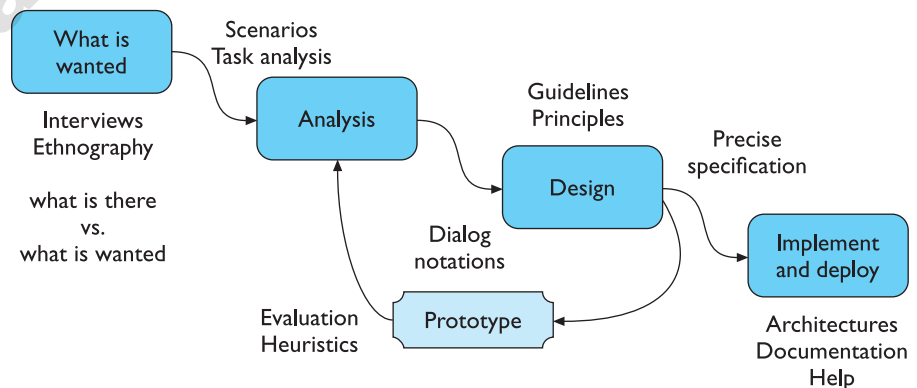 What is
wanted
Scenarios
Task analysis
Interviews
Ethnography
what is there
vs.
what is wanted
Analysis
Guidelines
Principles
Design
Precise
specification
Dialog
notations
Implement
and deploy
Evaluation
Heuristics
Prototype
Architectures
Documentation
Help